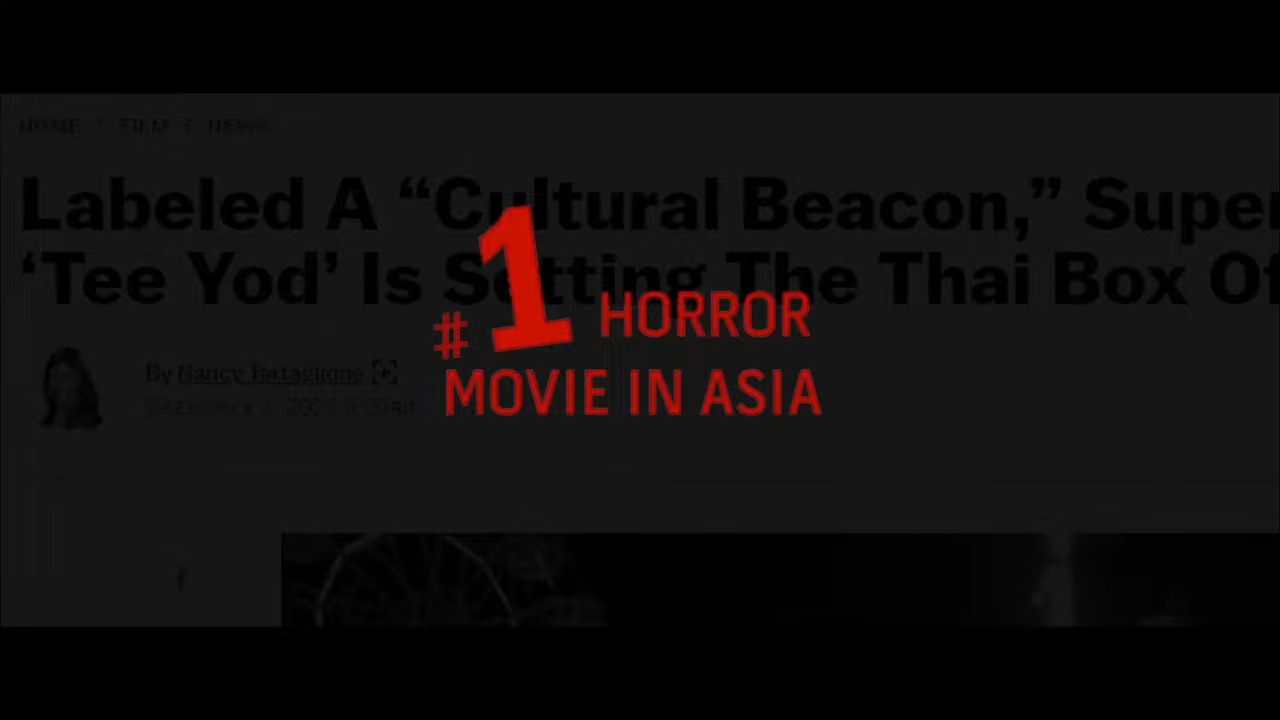 HOME / FILM / NEWS
Labeled A “Cultural Beacon,” Super
‘Tee Yod’ Is Setting The Thai Box Of
By Nancy Tartaglione
#1 HORROR
MOVIE IN ASIA